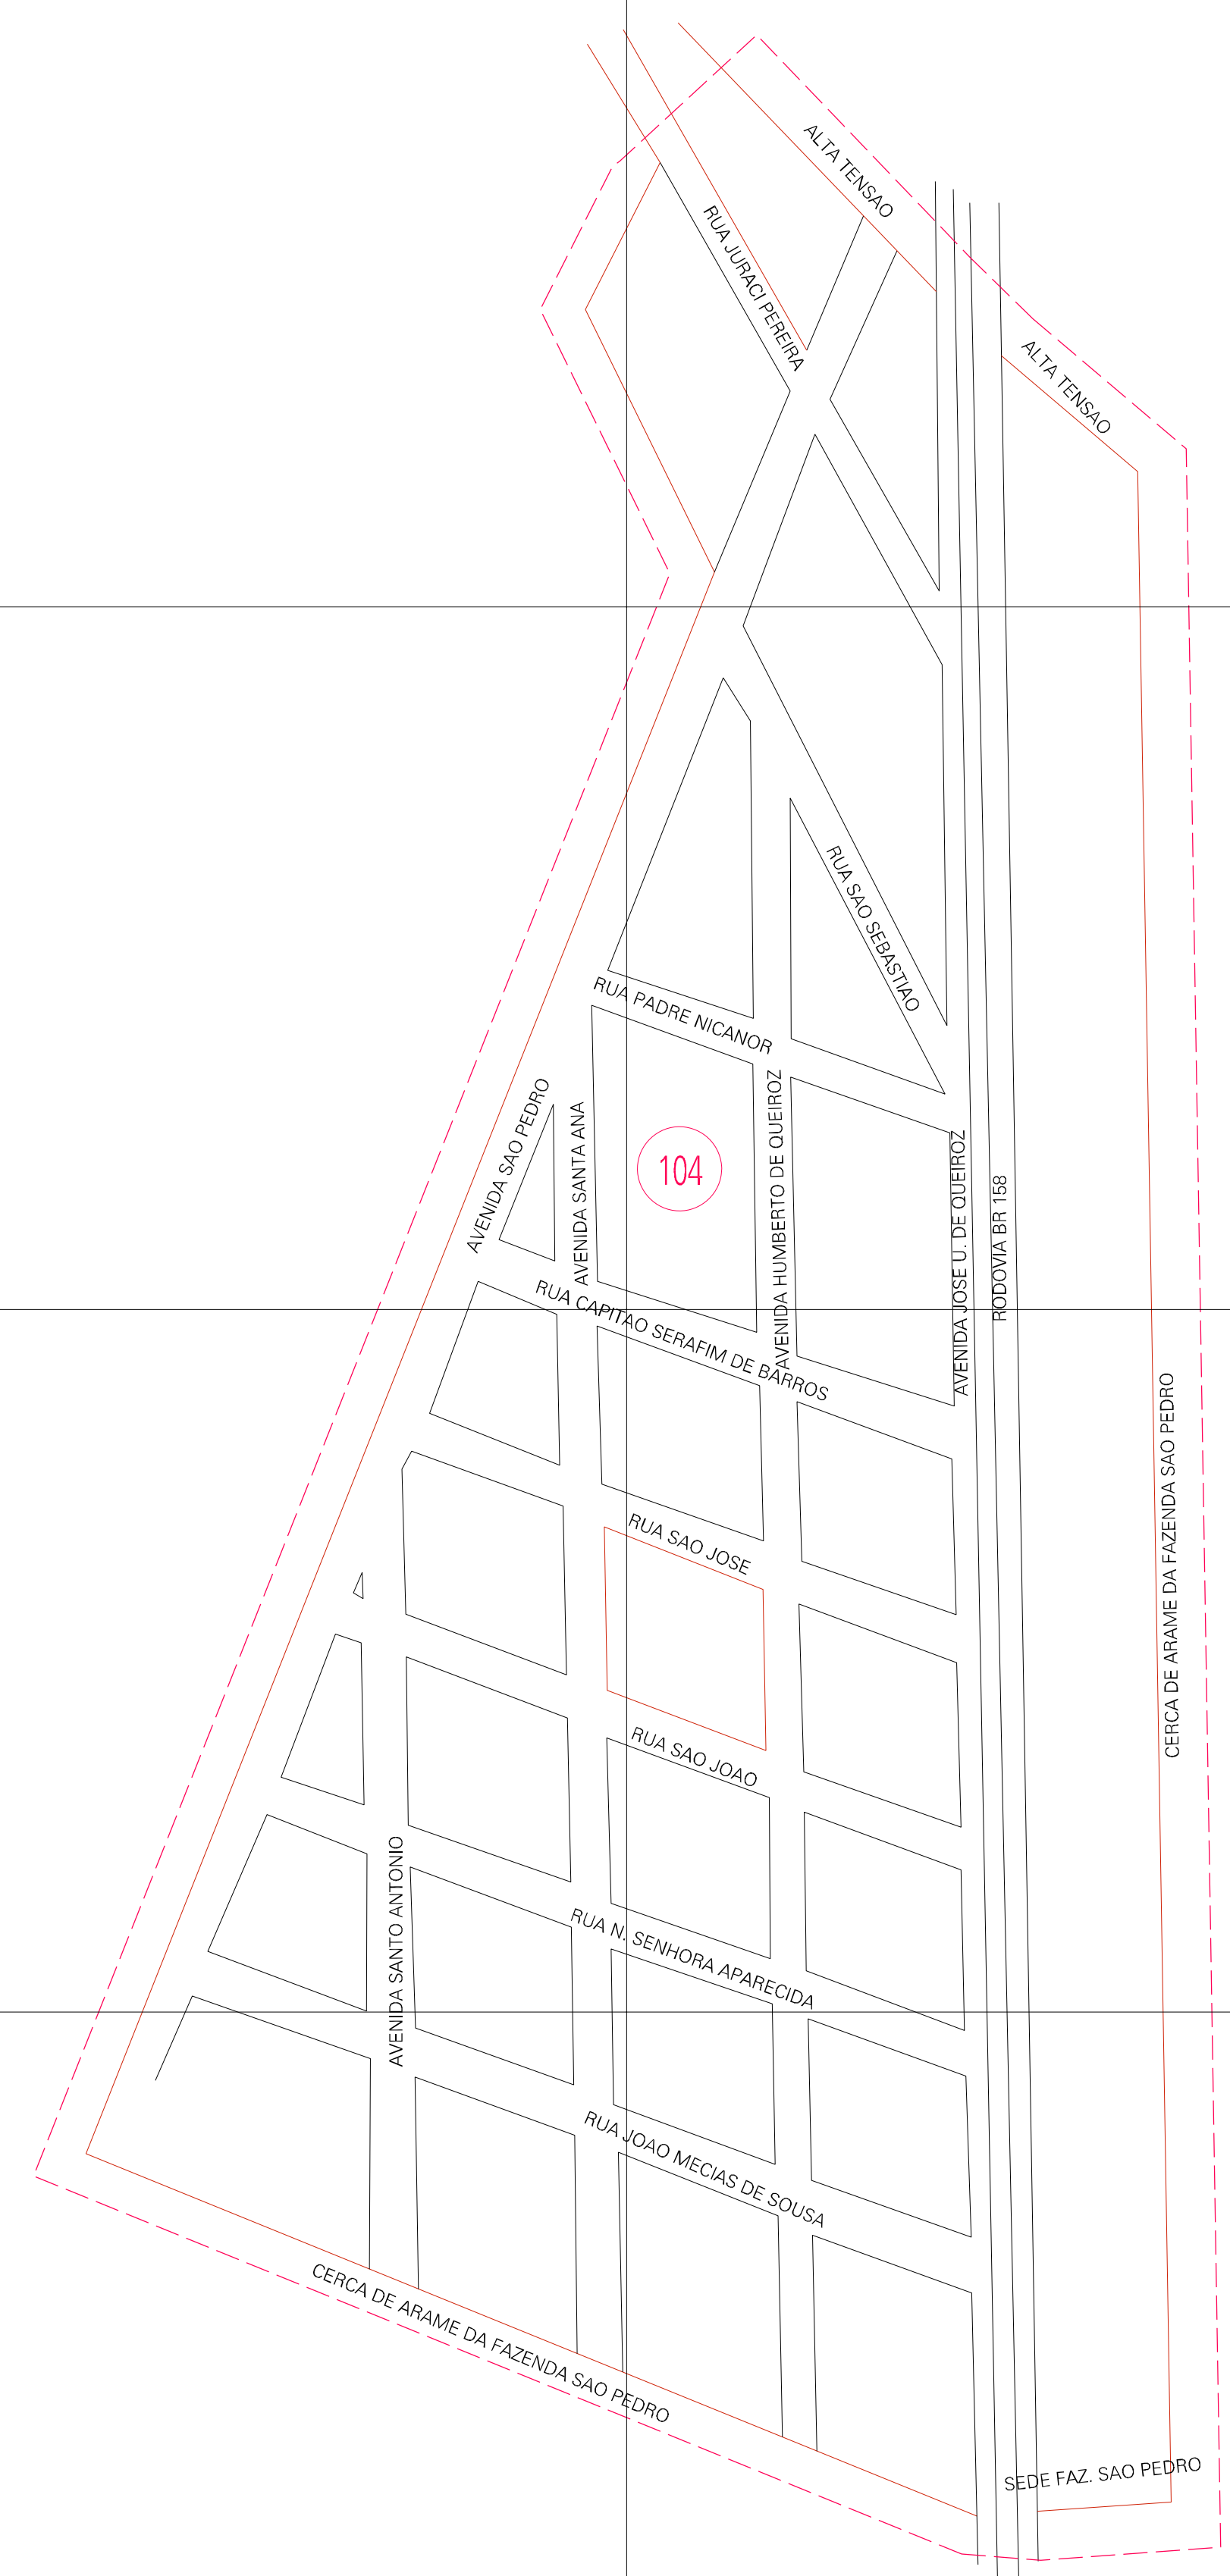 ALTA TENSAO
RUA JURACI PEREIRA
ALTA TENSAO
RUA SAO SEBASTIAO
RUA PADRE NICANOR
AVENIDA SAO PEDRO
AVENIDA SANTA ANA
104
AVENIDA HUMBERTO DE QUEIROZ
AVENIDA JOSE U. DE QUEIROZ
RODOVIA BR 158
RUA CAPITAO SERAFIM DE BARROS
CERCA DE ARAME DA FAZENDA SAO PEDRO
RUA SAO JOSE
RUA SAO JOAO
AVENIDA SANTO ANTONIO
RUA N. SENHORA APARECIDA
RUA JOAO MECIAS DE SOUSA
CERCA DE ARAME DA FAZENDA SAO PEDRO
SEDE FAZ. SAO PEDRO